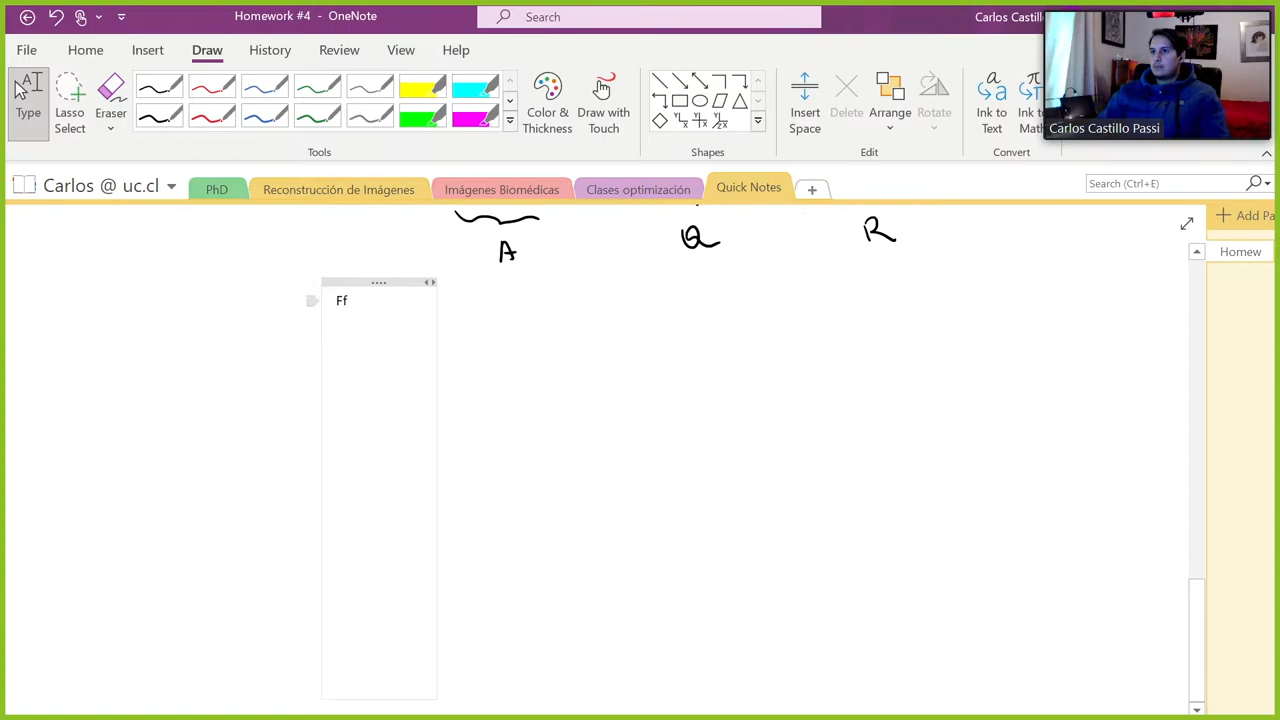 Homework #4 - OneNote
Search
Carlos Castillo
File
Home
Insert
Draw
History
Review
View
Help
Type
Lasso
Select
Eraser
Color &
Thickness
Draw with
Touch
Insert
Space
Delete
Arrange
Rotate
Ink to
Text
Ink to
Math
Tools
Shapes
Edit
Convert
Carlos Castillo Passi
Carlos @ uc.cl
PhD
Reconstrucción de Imágenes
Imágenes Biomédicas
Clases optimización
Quick Notes
Search (Ctrl+E)
Add Pa
Homew
A
Q
R
Ff